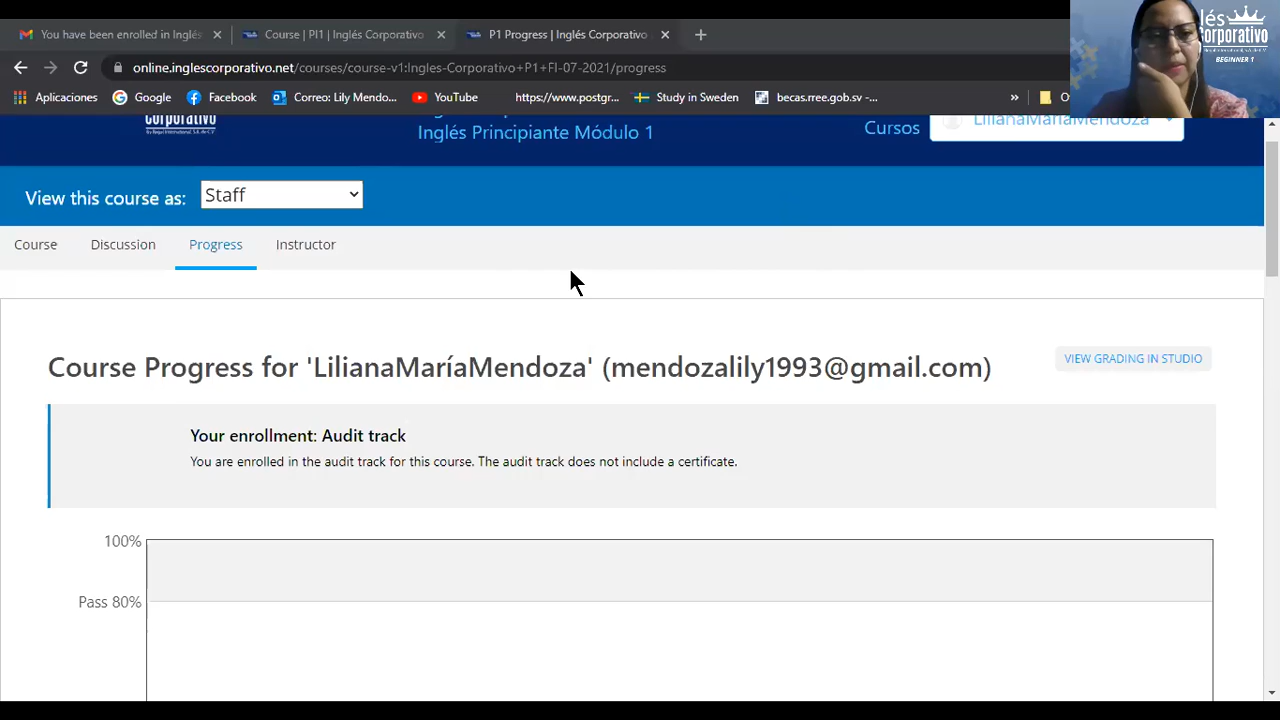 You have been enrolled in Inglés
Course | PI1 | Inglés Corporativo
P1 Progress | Inglés Corporativo
online.inglescorporativo.net/courses/course-v1:Ingles-Corporativo
-07-2021/progress
Aplicaciones
Google
Facebook
Correo: Lily Mendo...
YouTube
https://www.postgr...
Study in Sweden
becas.rree.gob.sv -...
»
lés
Corporativo
BEGINNER 1
Corporativo
Inglés Principiante Módulo 1
Cursos
LilianaMaríaMendoza
View this course as:
Staff
Course
Discussion
Progress
Instructor
Course Progress for 'LilianaMaríaMendoza' (mendozalily1993@gmail.com)
VIEW GRADING IN STUDIO
Your enrollment: Audit track
You are enrolled in the audit track for this course. The audit track does not include a certificate.
100%
Pass 80%